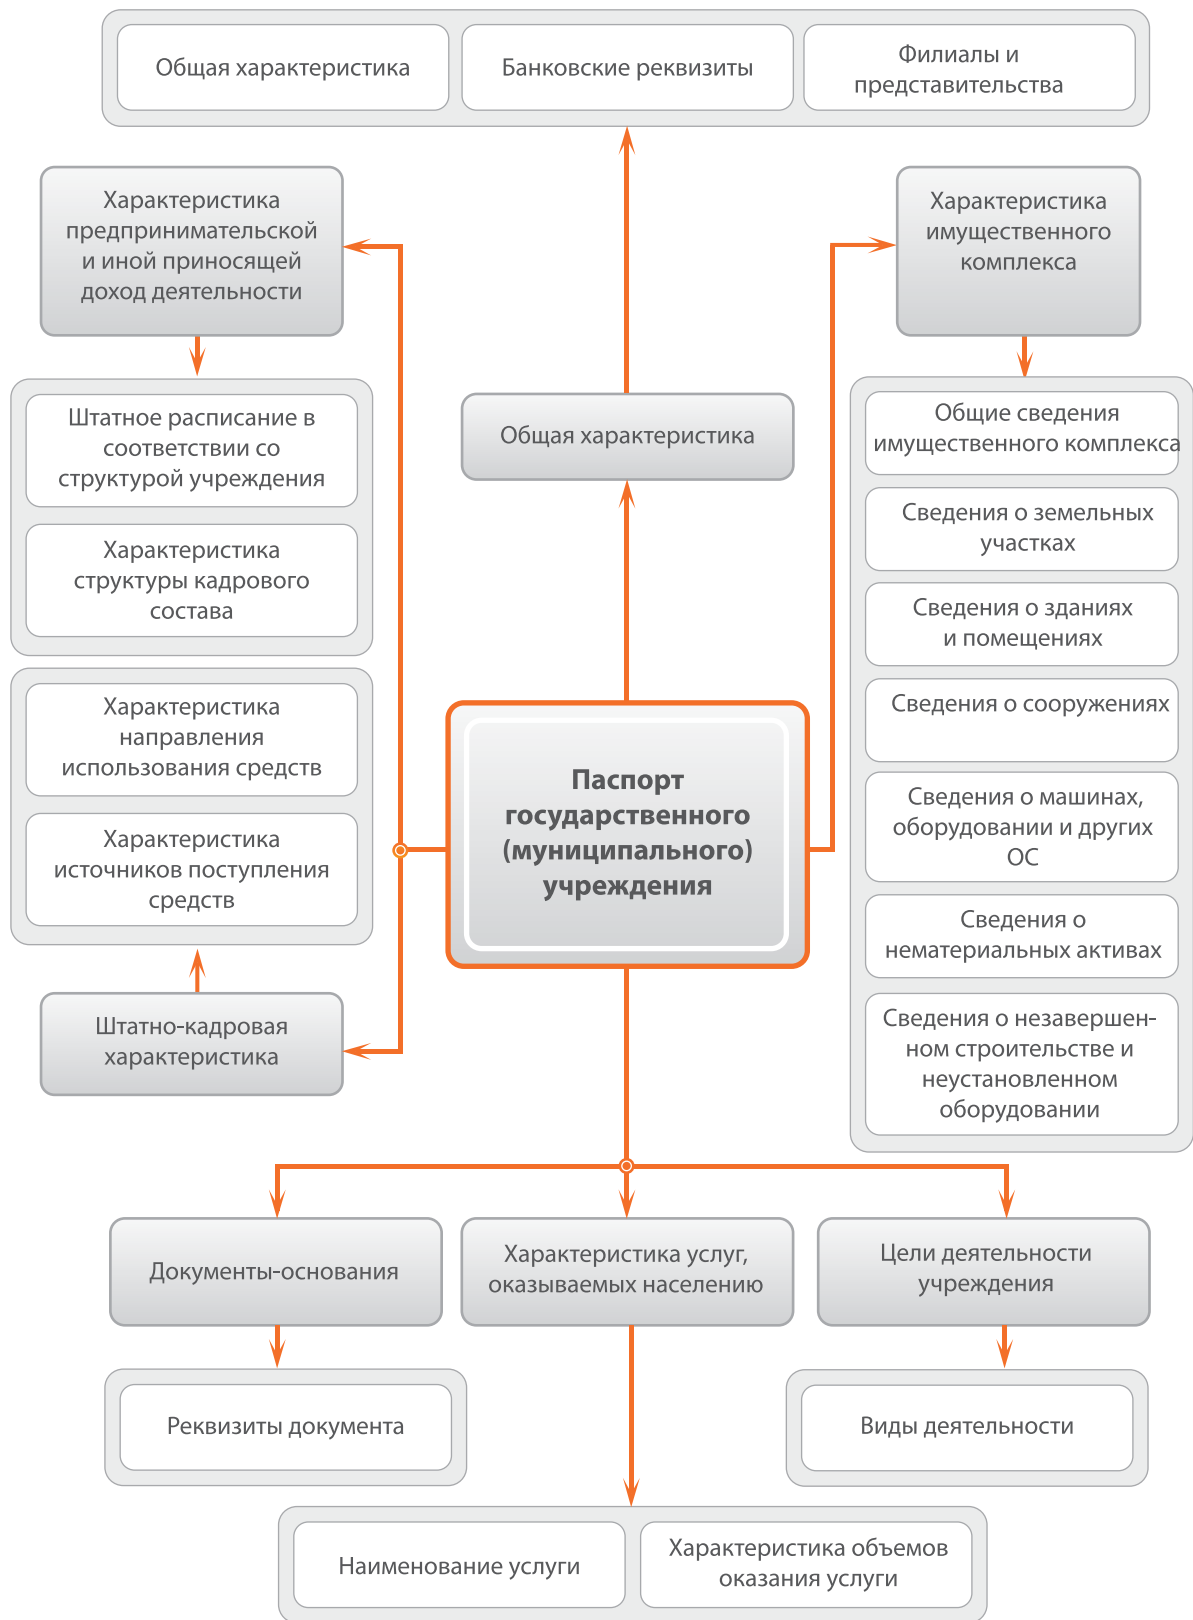 Общая характеристика
Банковские реквизиты
Филиалы и
представительства
Характеристика
предпринимательской
и иной приносящей
доход деятельности
Характеристика
имущественного
комплекса
Штатное расписание в
соответствии со
структурой учреждения
Характеристика
структуры кадрового
состава
Общая характеристика
Общие сведения
имущественного комплекса
Сведения о земельных
участках
Сведения о зданиях
и помещениях
Сведения о сооружениях
Сведения о машинах,
оборудовании и других
ОС
Сведения о
нематериальных активах
Сведения о незавершен-
ном строительстве и
неустановленном
оборудовании
Характеристика
направления
использования средств
Характеристика
источников поступления
средств
Паспорт
государственного
(муниципального)
учреждения
Штатно-кадровая
характеристика
Документы-основания
Характеристика услуг,
оказываемых населению
Цели деятельности
учреждения
Реквизиты документа
Виды деятельности
Наименование услуги
Характеристика объемов
оказания услуги